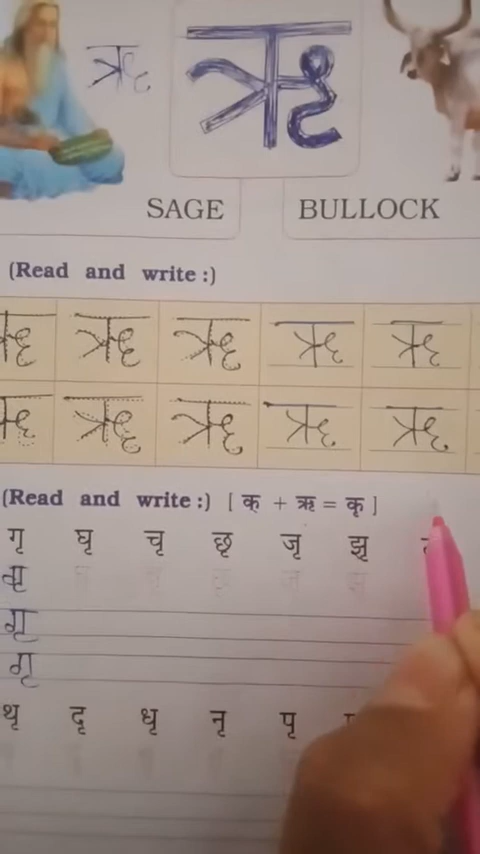 ऋ ऋ
SAGE BULLOCK
(Read and write :)
ऋ ऋ ऋ ऋ ऋ
ऋ ऋ ऋ ऋ ऋ
(Read and write :) [ क् + ऋ = कृ ]
गृ घृ चृ छृ जृ झृ
गृ
गृ
गृ
थृ दृ धृ नृ पृ